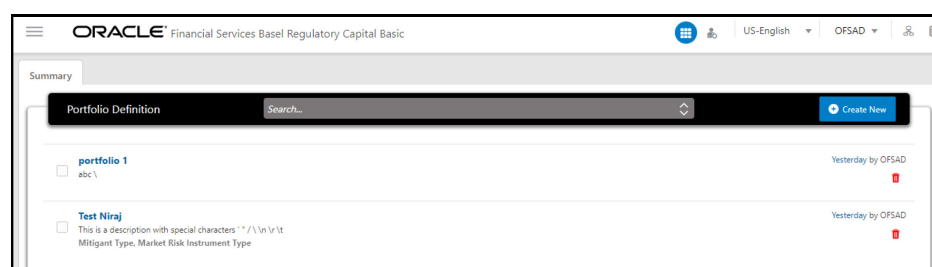 ORACLE Financial Services Basel Regulatory Capital Basic
US-English
OFSAD
Summary
Portfolio Definition
Search...
Create New
portfolio 1
Yesterday by OFSAD
abc \
Test Niraj
Yesterday by OFSAD
This is a description with special characters ' " / \ \n \r \t
Mitigant Type, Market Risk Instrument Type